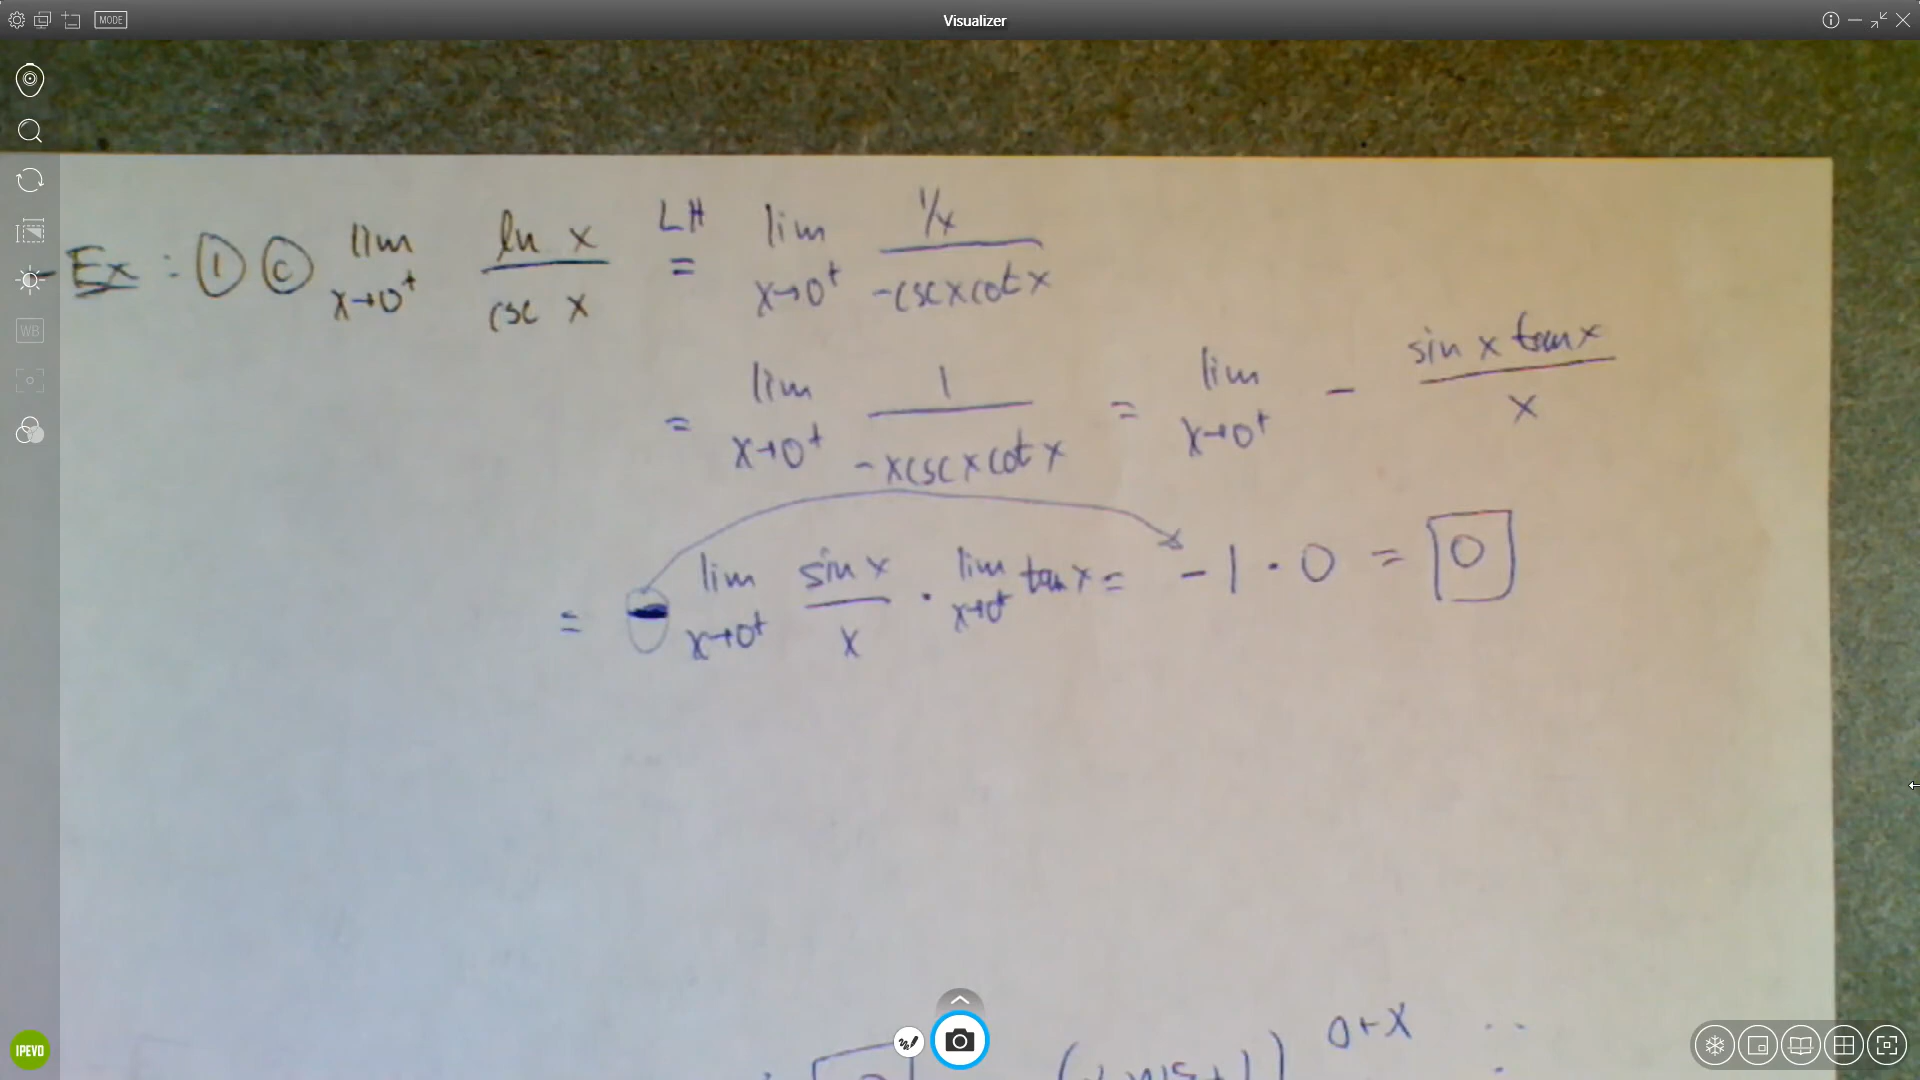 MODE
Visualizer
WB
Ex : ① ⓒ lim x→0⁺ ln x / csc x LH = lim x→0⁺ 1/x / -csc x cot x
= lim x→0⁺ 1 / -x csc x cot x = lim x→0⁺ - sin x tan x / x
= - lim x→0⁺ sin x / x · lim x→0⁺ tan x = -1 · 0 = 0
0+x
IPEVO